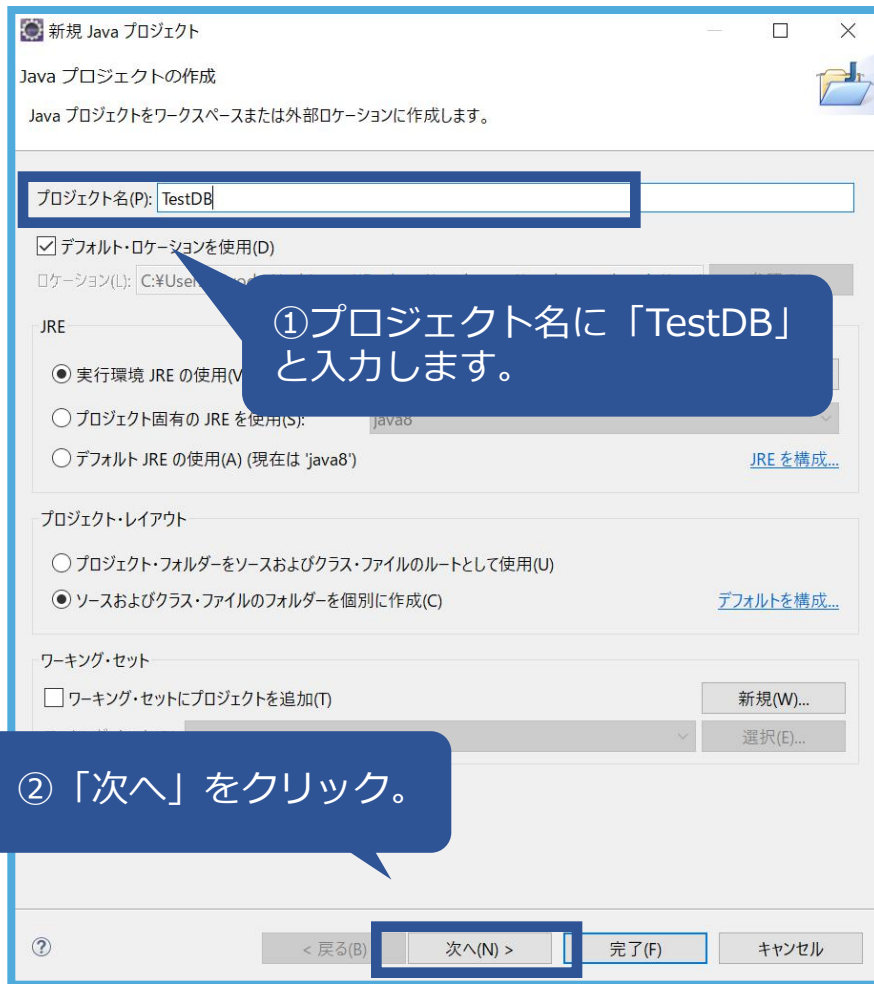 新規 Java プロジェクト
Java プロジェクトの作成
Java プロジェクトをワークスペースまたは外部ロケーションに作成します。
プロジェクト名(P): TestDB
デフォルト・ロケーションを使用(D)
ロケーション(L): C:¥User
①プロジェクト名に「TestDB」
と入力します。
JRE
実行環境 JRE の使用(V
プロジェクト固有の JRE を使用(S): java8
デフォルト JRE の使用(A) (現在は 'java8')
JRE を構成...
プロジェクト・レイアウト
プロジェクト・フォルダーをソースおよびクラス・ファイルのルートとして使用(U)
ソースおよびクラス・ファイルのフォルダーを個別に作成(C)
デフォルトを構成...
ワーキング・セット
ワーキング・セットにプロジェクトを追加(T)
新規(W)...
選択(E)...
②「次へ」をクリック。
< 戻る(B)
次へ(N) >
完了(F)
キャンセル